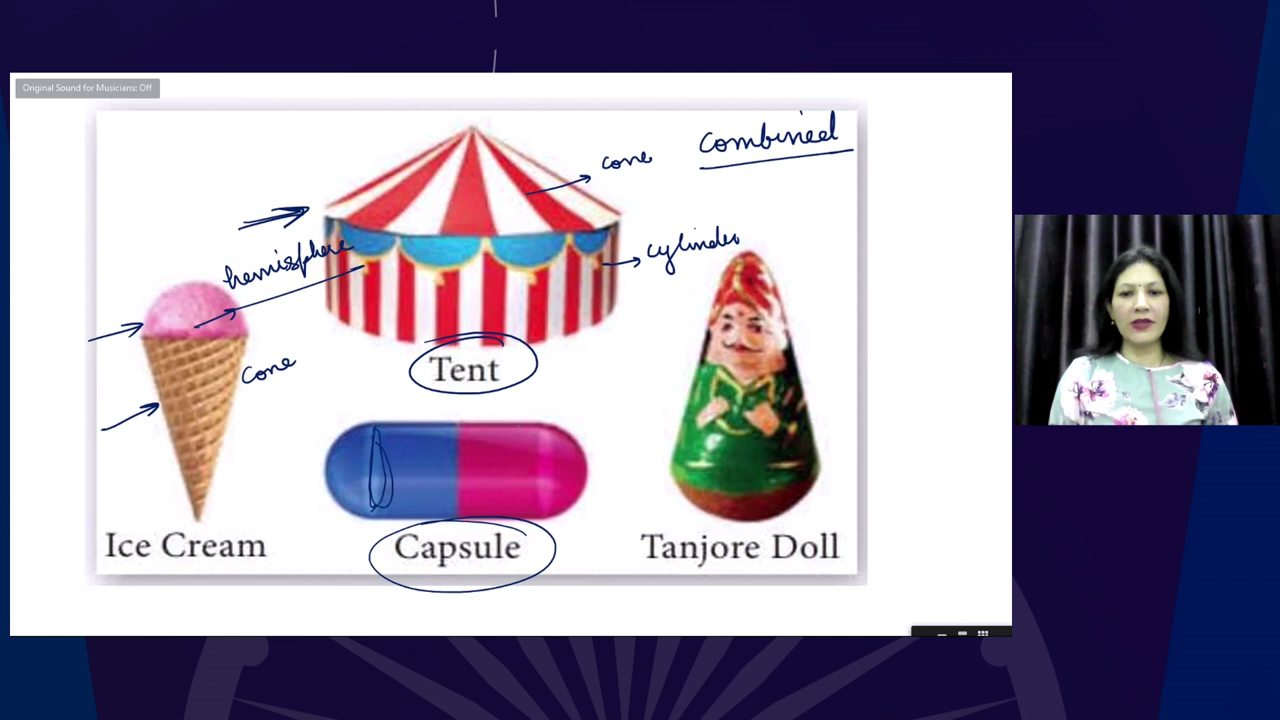 Original Sound for Musicians: Off
combined
cone
cylinder
hemisphere
Tent
cone
Ice Cream
Capsule
Tanjore Doll